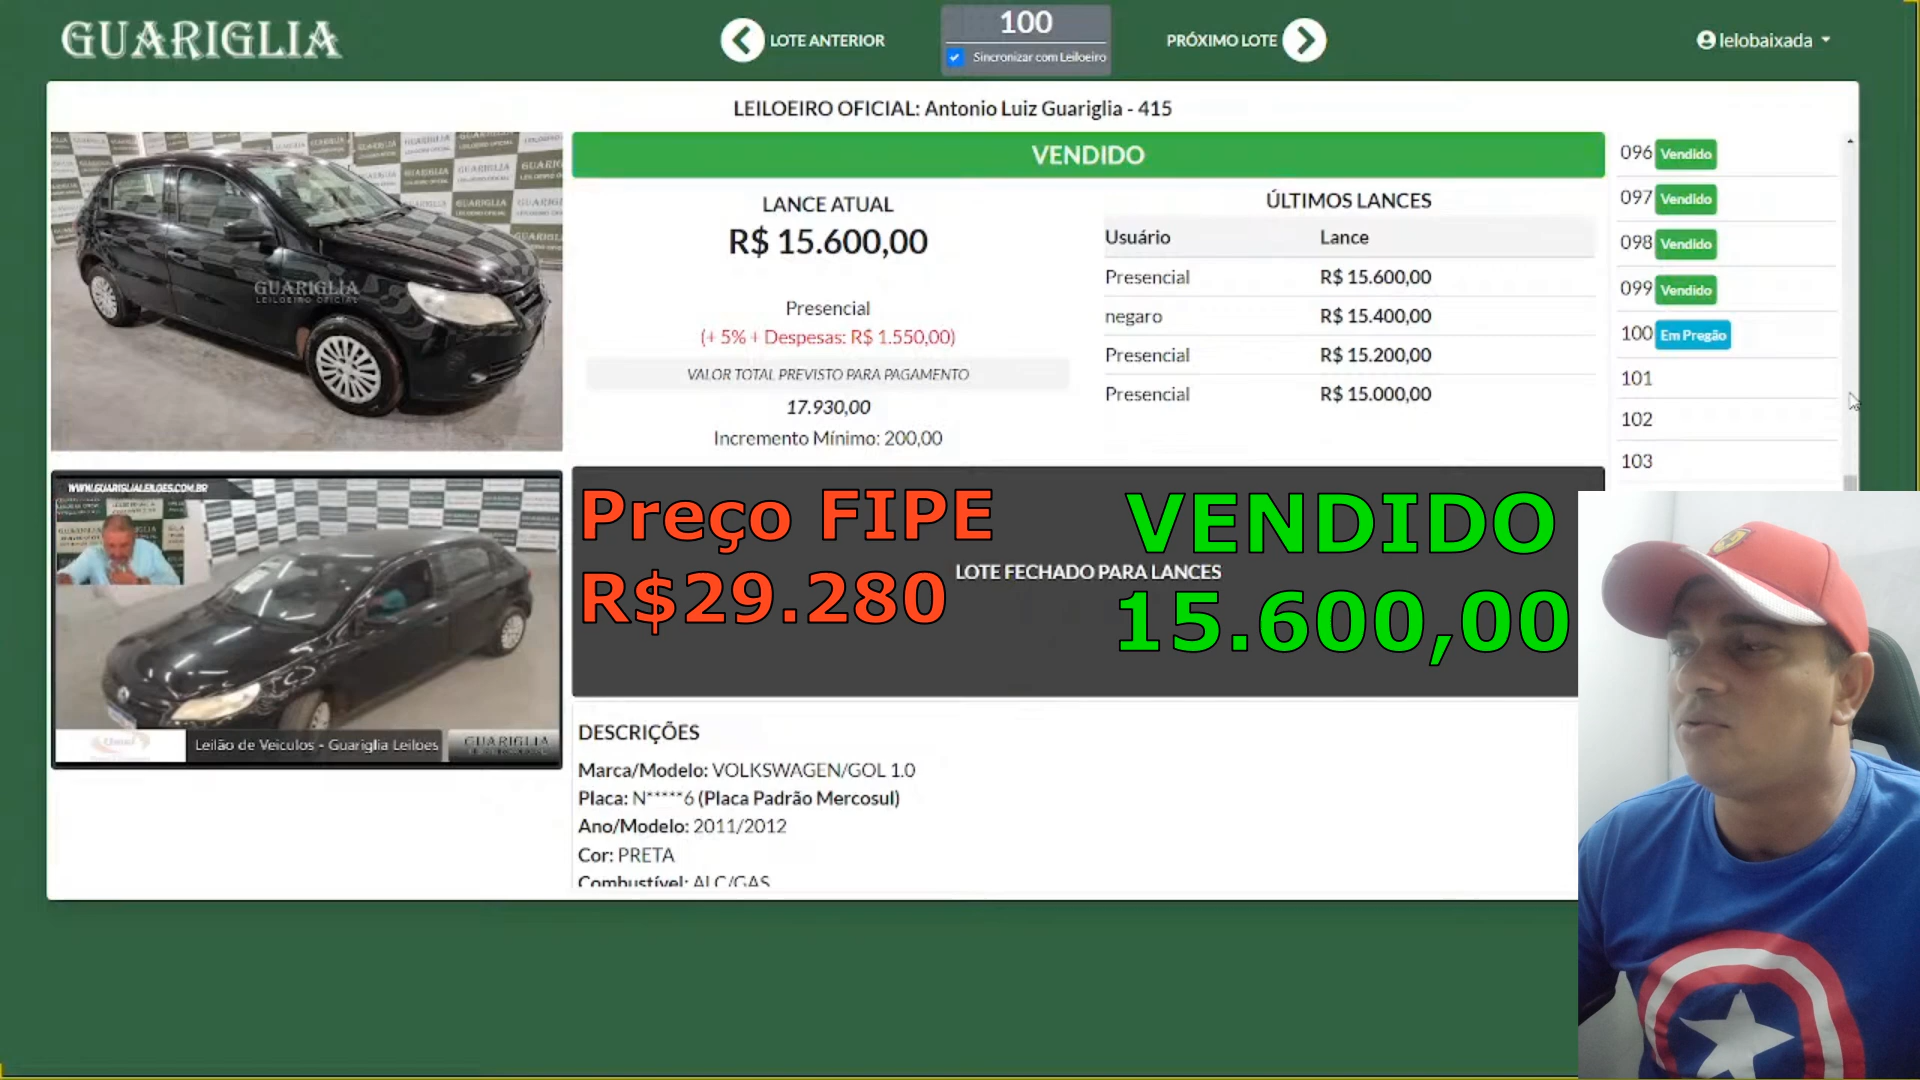 GUARIGLIA
LOTE ANTERIOR
100
Sincronizar com Leiloeiro
PRÓXIMO LOTE
lelobaixada
LEILOEIRO OFICIAL: Antonio Luiz Guariglia - 415
VENDIDO
LANCE ATUAL
R$ 15.600,00
Presencial
(+ 5% + Despesas: R$ 1.550,00)
VALOR TOTAL PREVISTO PARA PAGAMENTO
17.930,00
Incremento Mínimo: 200,00
ÚLTIMOS LANCES
Usuário Lance
Presencial R$ 15.600,00
negaro R$ 15.400,00
Presencial R$ 15.200,00
Presencial R$ 15.000,00
096 Vendido
097 Vendido
098 Vendido
099 Vendido
100 Em Pregão
101
102
103
GUARIGLIA
LEILOEIRO OFICIAL
WWW.GUARIGLIALEILOES.COM.BR
Leilão de Veiculos - Guariglia Leiloes
GUARIGLIA
Preço FIPE
R$29.280
LOTE FECHADO PARA LANCES
VENDIDO
15.600,00
DESCRIÇÕES
Marca/Modelo: VOLKSWAGEN/GOL 1.0
Placa: N*****6 (Placa Padrão Mercosul)
Ano/Modelo: 2011/2012
Cor: PRETA
Combustível: ALC/GAS